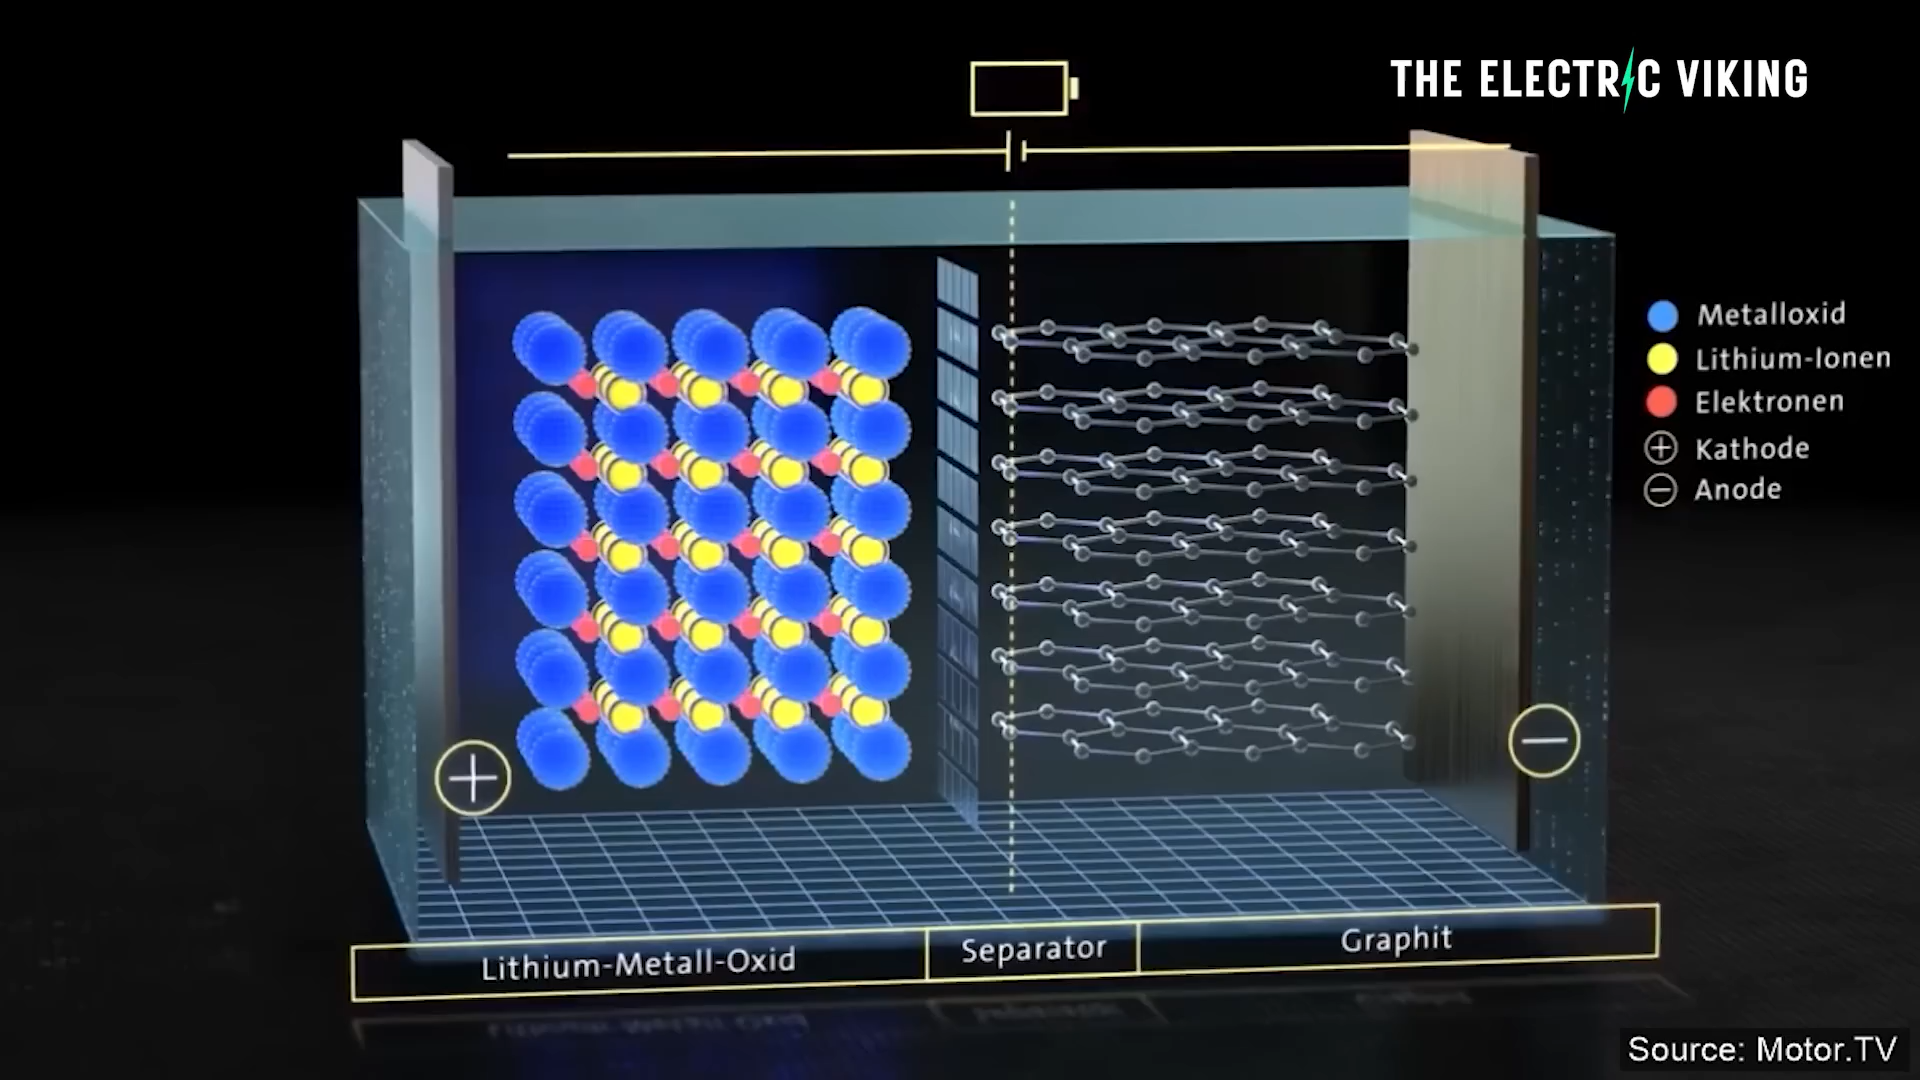 THE ELECTRIC VIKING
Metalloxid
Lithium-Ionen
Elektronen
Kathode
Anode
Lithium-Metall-Oxid
Separator
Graphit
Source: Motor.TV